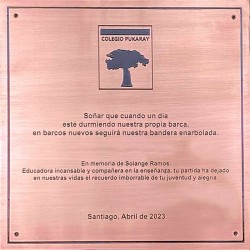 COLEGIO PUKARAY
Soñar que cuando un día
este durmiendo nuestra propia barca,
en barcos nuevos seguirá nuestra bandera enarbolada.
En memoria de Solange Ramos
Educadora incansable y compañera en la enseñanza, tu partida ha dejado
en nuestras vidas el recuerdo imborrable de tu juventud y alegría
Santiago, Abril de 2023